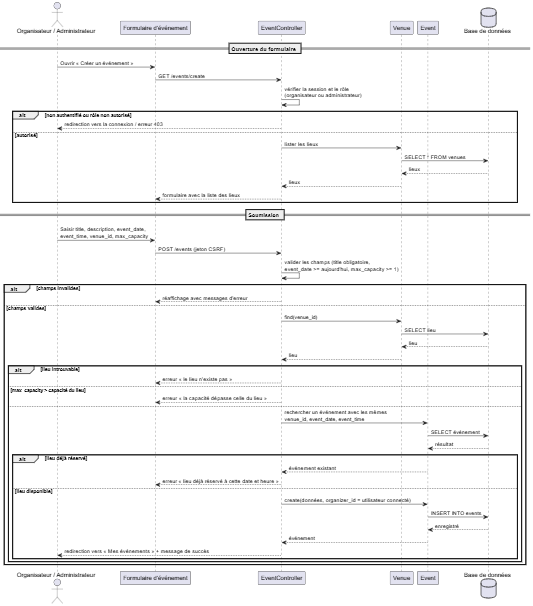 Organisateur / Administrateur
Formulaire d'événement
EventController
Venue
Event
Base de données
Ouverture du formulaire
Ouvrir « Créer un événement »
GET /events/create
vérifier la session et le rôle
(organisateur ou administrateur)
alt
[non authentifié ou rôle non autorisé]
redirection vers la connexion / erreur 403
[autorisé]
lister les lieux
SELECT * FROM venues
lieux
lieux
formulaire avec la liste des lieux
Soumission
Saisir title, description, event_date,
event_time, venue_id, max_capacity
POST /events (jeton CSRF)
valider les champs (title obligatoire,
event_date >= aujourd'hui, max_capacity >= 1)
alt
[champs invalides]
réaffichage avec messages d'erreur
[champs valides]
find(venue_id)
SELECT lieu
lieu
lieu
alt
[lieu introuvable]
erreur « le lieu n'existe pas »
[max_capacity > capacité du lieu]
erreur « la capacité dépasse celle du lieu »
rechercher un événement avec les mêmes
venue_id, event_date, event_time
SELECT événement
résultat
alt
[lieu déjà réservé]
événement existant
erreur « lieu déjà réservé à cette date et heure »
[lieu disponible]
create(données, organizer_id = utilisateur connecté)
INSERT INTO events
enregistré
événement
redirection vers « Mes événements » + message de succès
Organisateur / Administrateur
Formulaire d'événement
EventController
Venue
Event
Base de données